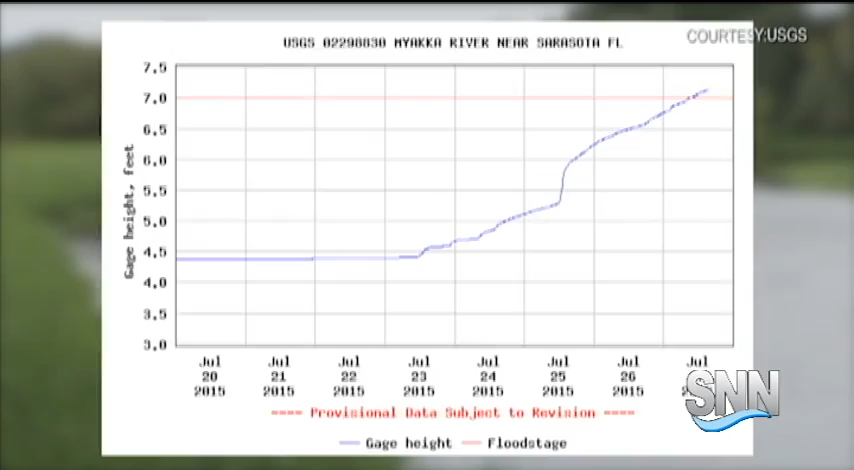 USGS 02298830 MYAKKA RIVER NEAR SARASOTA FL
COURTESY:USGS
7.5
7.0
6.5
6.0
5.5
5.0
4.5
4.0
3.5
3.0
Gage height, feet
Jul Jul Jul Jul Jul Jul Jul Jul
20 21 22 23 24 25 26
2015 2015 2015 2015 2015 2015 2015
SNN
---- Provisional Data Subject to Revision ----
Gage height Floodstage